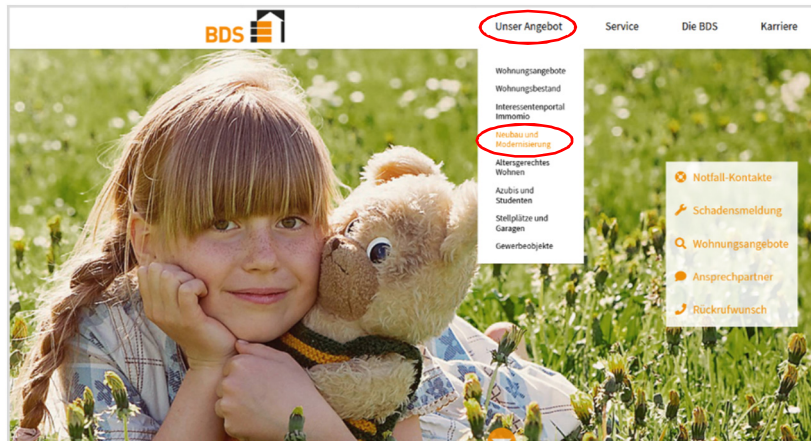 BDS
Unser Angebot
Service
Die BDS
Karriere
Wohnungsangebote
Wohnungsbestand
Interessentenportal
Immomio
Neubau und
Modernisierung
Altersgerechtes
Wohnen
Azubis und
Studenten
Stellplätze und
Garagen
Gewerbeobjekte
Notfall-Kontakte
Schadensmeldung
Wohnungsangebote
Ansprechpartner
Rückrufwunsch